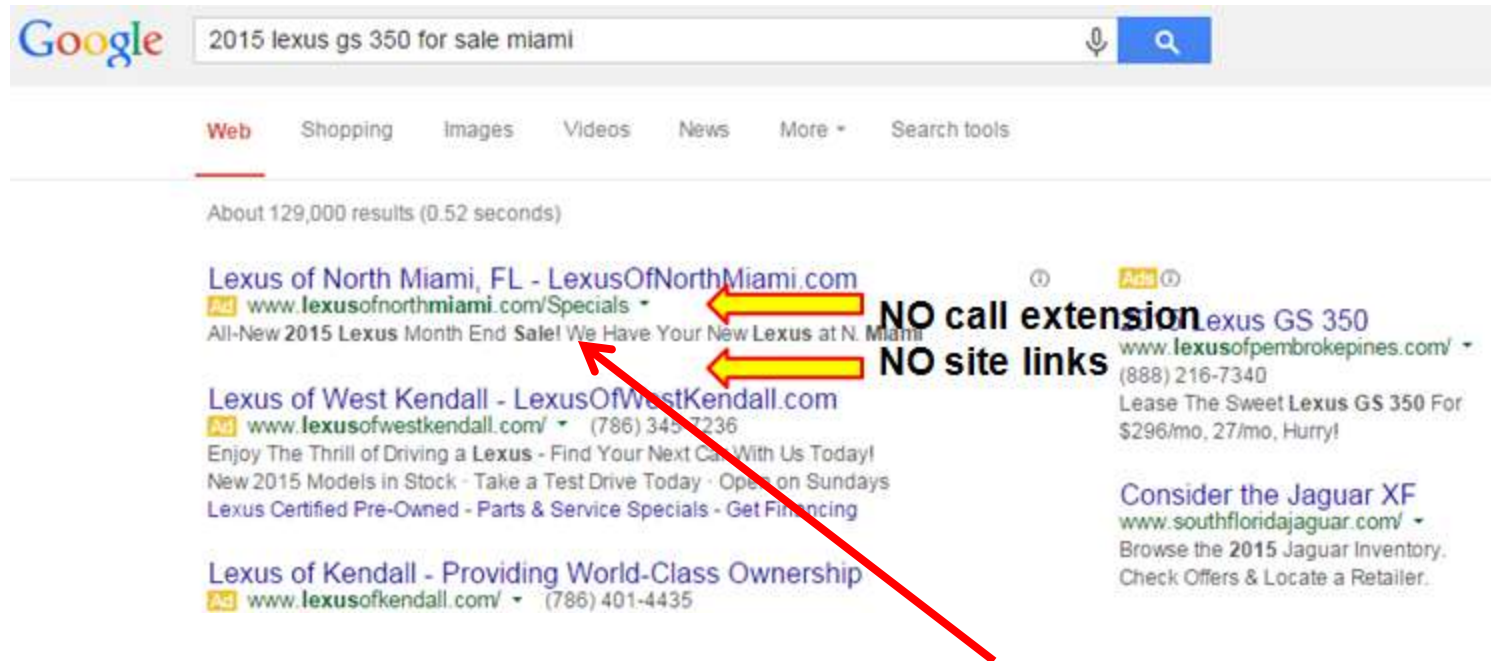 Google
2015 lexus gs 350 for sale miami
Web Shopping Images Videos News More Search tools
About 129,000 results (0.52 seconds)
Lexus of North Miami, FL - LexusOfNorthMiami.com
Ad www.lexusofnorthmiami.com/Specials
All-New 2015 Lexus Month End Sale! We Have Your New Lexus at N. Miami
NO call extension
NO site links
Lexus of West Kendall - LexusOfWestKendall.com
Ad www.lexusofwestkendall.com/ (786) 345-7236
Enjoy The Thrill of Driving a Lexus - Find Your Next Car With Us Today!
New 2015 Models in Stock · Take a Test Drive Today · Open on Sundays
Lexus Certified Pre-Owned - Parts & Service Specials - Get Financing
Lexus of Kendall - Providing World-Class Ownership
Ad www.lexusofkendall.com/ (786) 401-4435
Ads
2015 Lexus GS 350
www.lexusofpembrokepines.com/
(888) 216-7340
Lease The Sweet Lexus GS 350 For
$296/mo, 27/mo, Hurry!
Consider the Jaguar XF
www.southfloridajaguar.com/
Browse the 2015 Jaguar Inventory.
Check Offers & Locate a Retailer.